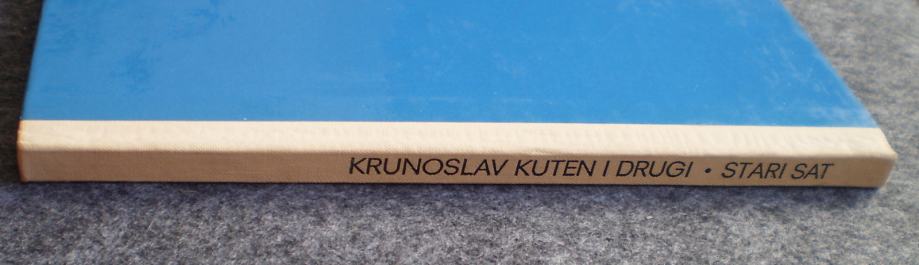 KRUNOSLAV KUTEN I DRUGI • STARI SAT